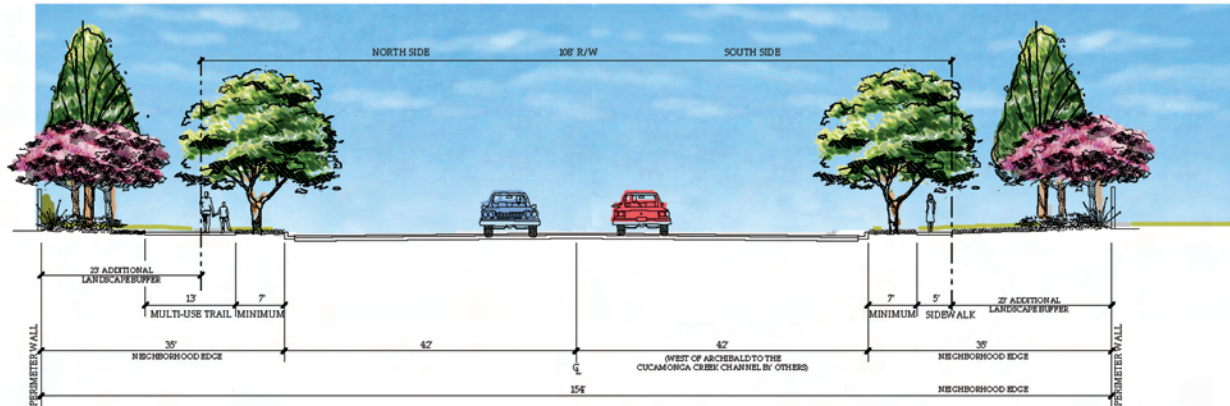 NORTH SIDE
108' R/W
SOUTH SIDE
23' ADDITIONAL
LANDSCAPE BUFFER
13'
7'
MULTI-USE TRAIL
MINIMUM
7'
5'
MINIMUM
SIDEWALK
23' ADDITIONAL
LANDSCAPE BUFFER
PERIMETER WALL
35'
NEIGHBORHOOD EDGE
42'
42'
(WEST OF ARCHIBALD TO THE
CUCAMONGA CREEK CHANNEL BY OTHERS)
35'
NEIGHBORHOOD EDGE
PERIMETER WALL
CL
154'
NEIGHBORHOOD EDGE